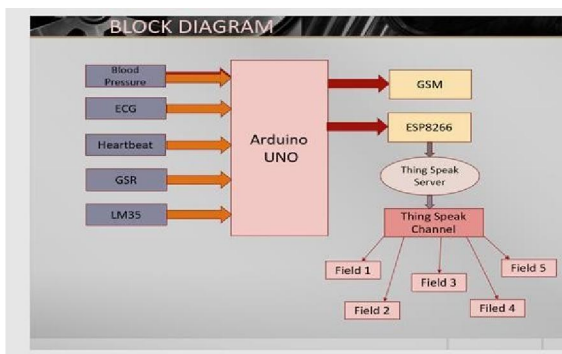 BLOCK DIAGRAM
Blood
Pressure
ECG
Heartbeat
GSR
LM35
Arduino
UNO
GSM
ESP8266
Thing Speak
Server
Thing Speak
Channel
Field 1
Field 2
Field 3
Filed 4
Field 5